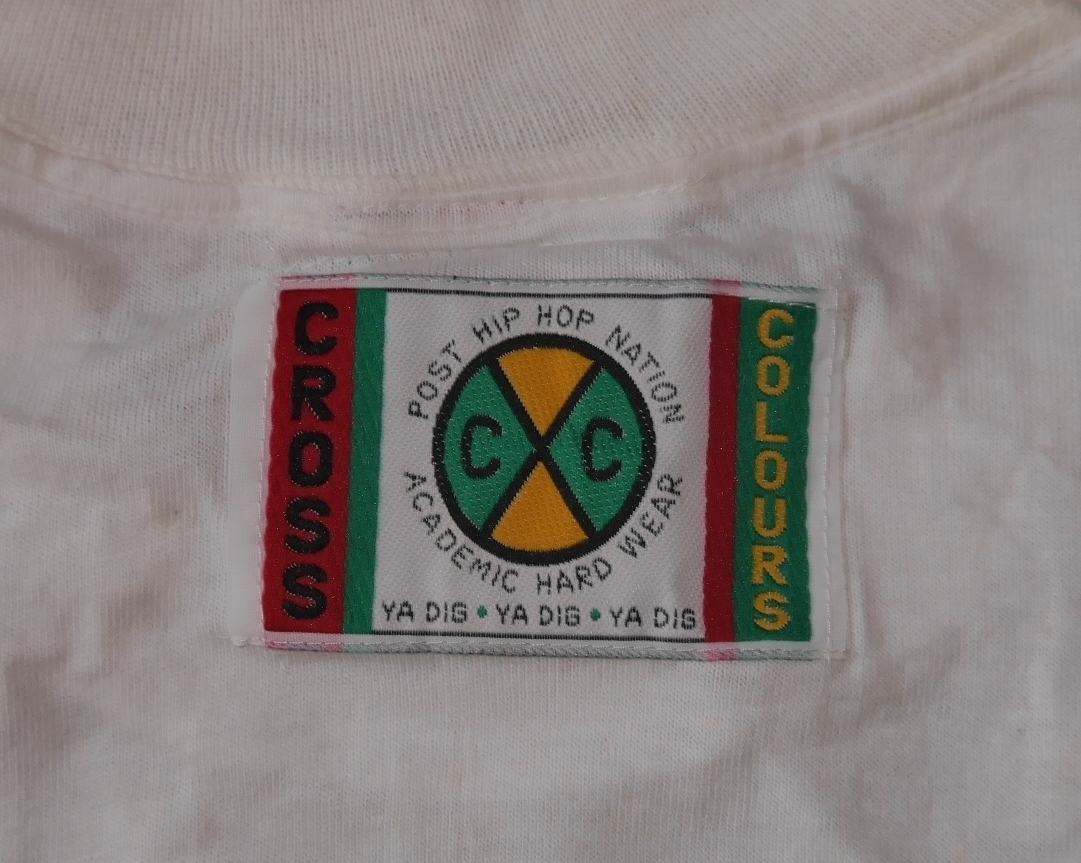 CROSS
POST HIP HOP NATION
C C
ACADEMIC HARD WEAR
YA DIG • YA DIG • YA DIG
COLOURS